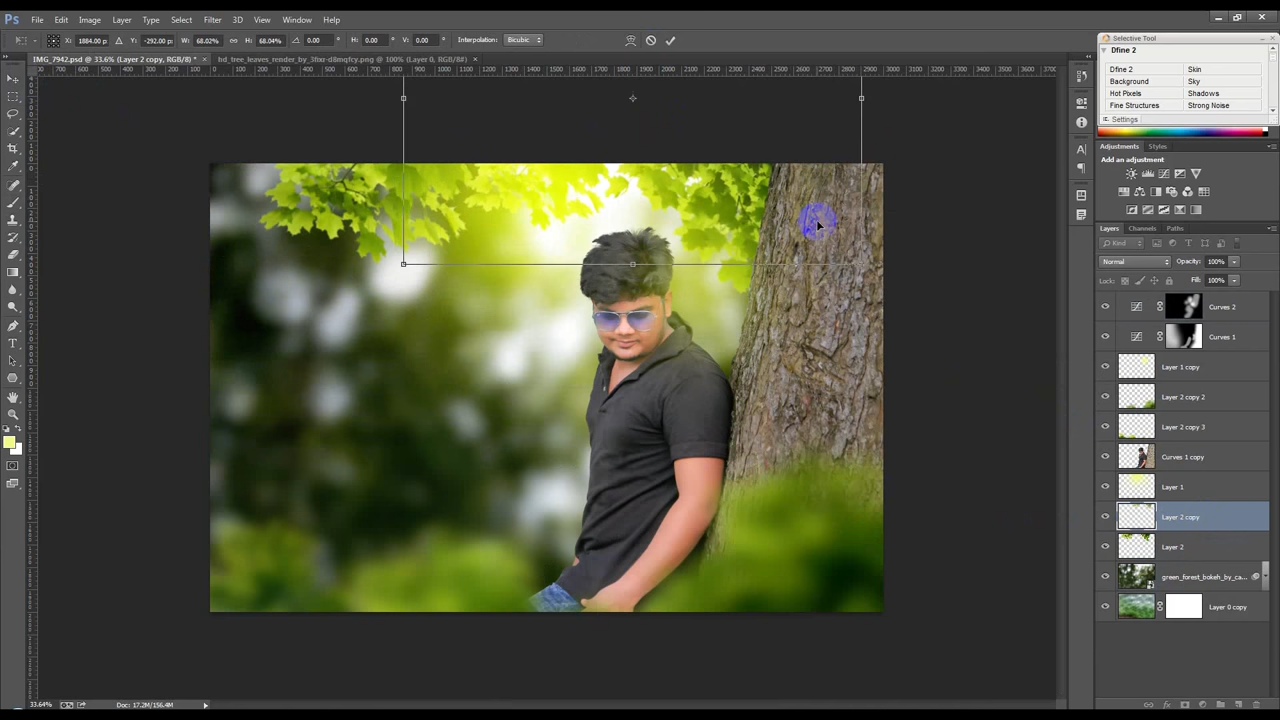 Ps File Edit Image Layer Type Select Filter 3D View Window Help
X: 1884.00 p Y: -292.00 p W: 68.02% H: 68.04% 0.00 ° H: 0.00 ° V: 0.00 ° Interpolation: Bicubic
IMG_7942.psd @ 33.6% (Layer 2 copy, RGB/8) * × hd_tree_leaves_render_by_3fxx-d8mqfcy.png @ 100% (Layer 0, RGB/8#) ×
Selective Tool
Dfine 2
Dfine 2 Skin
Background Sky
Hot Pixels Shadows
Fine Structures Strong Noise
Settings
Adjustments Styles
Add an adjustment
Layers Channels Paths
Kind
Normal Opacity: 100%
Lock: Fill: 100%
Curves 2
Curves 1
Layer 1 copy
Layer 2 copy 2
Layer 2 copy 3
Curves 1 copy
Layer 1
Layer 2 copy
Layer 2
green_forest_bokeh_by_ca...
Layer 0 copy
33.64% Doc: 17.2M/156.4M